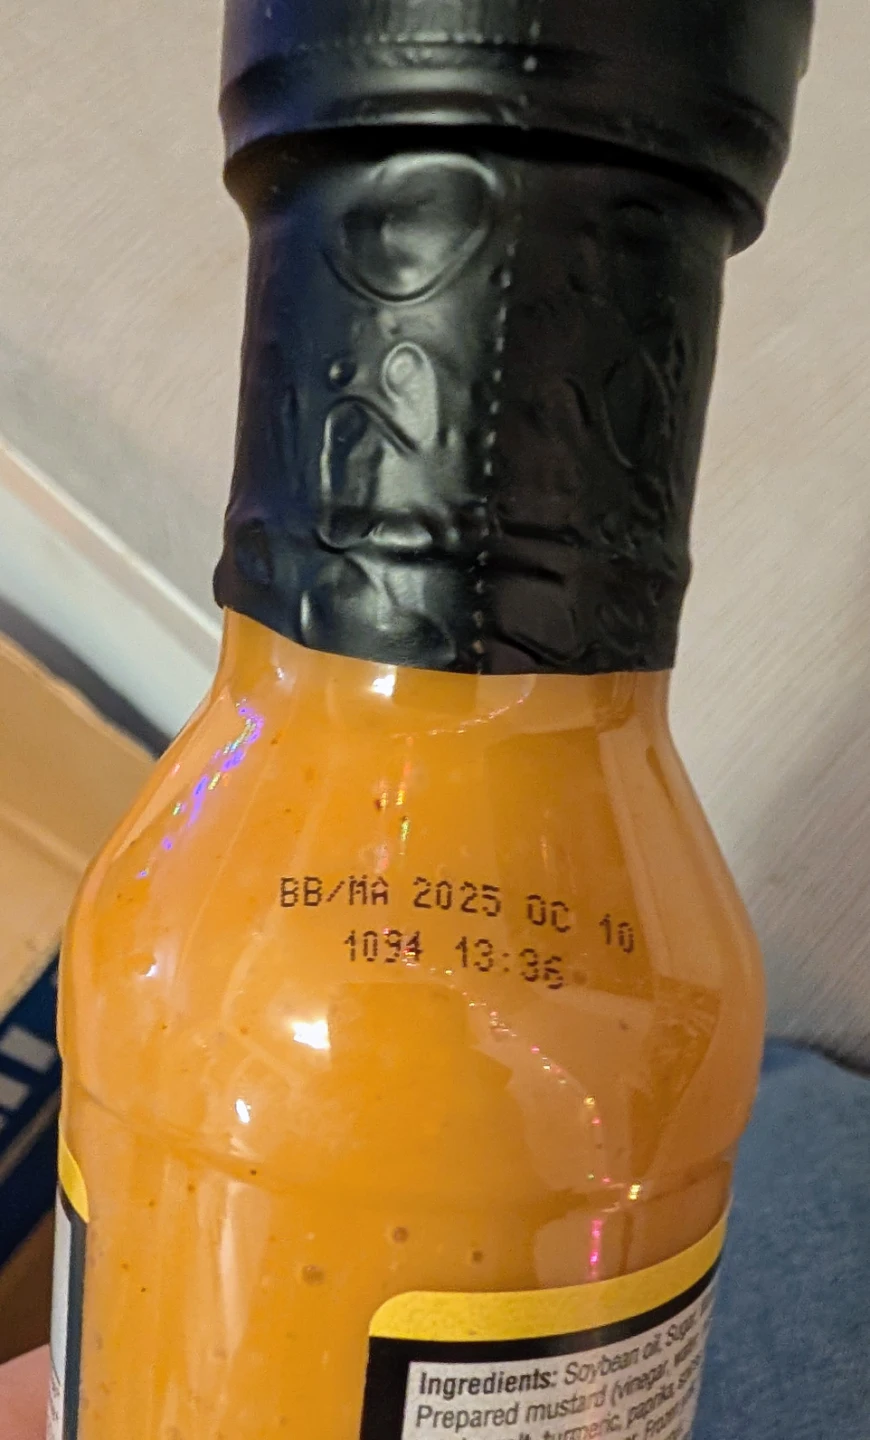 BB/MA 2025 OC 10
1094 13:36
Ingredients: Soybean oil, Sugar,
Prepared mustard (vinegar, water,
turmeric, paprika,